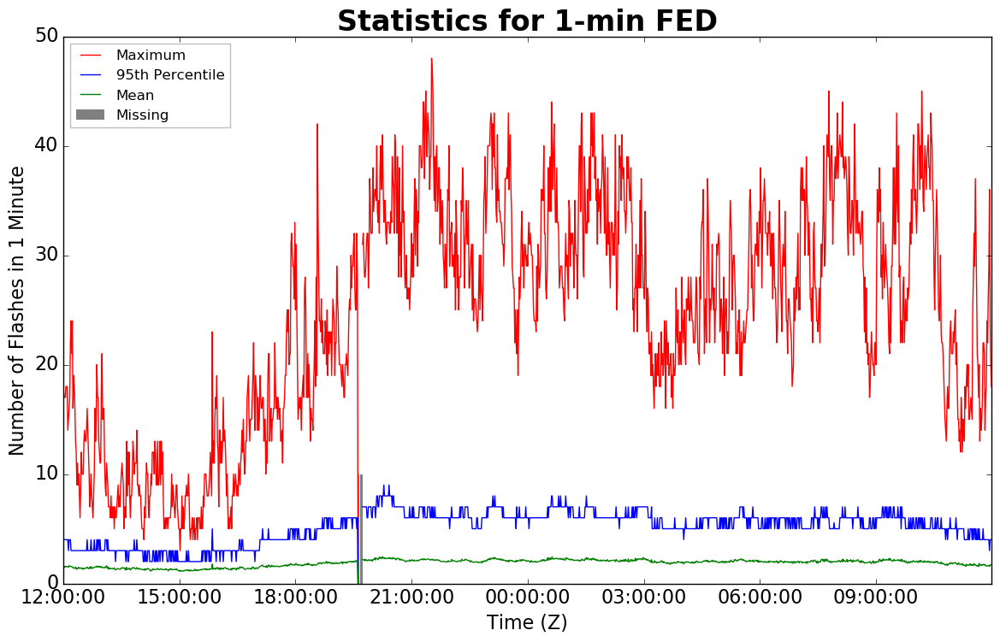 Statistics for 1-min FED
50
40
30
20
10
0
Number of Flashes in 1 Minute
Maximum
95th Percentile
Mean
Missing
12:00:00 15:00:00 18:00:00 21:00:00 00:00:00 03:00:00 06:00:00 09:00:00
Time (Z)